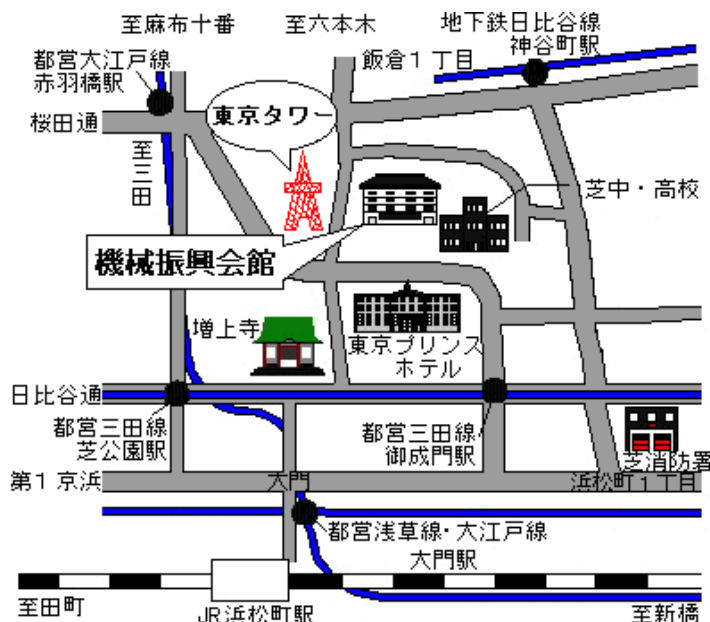 至麻布十番
至六本木
地下鉄日比谷線
神谷町駅
都営大江戸線
赤羽橋駅
飯倉1丁目
桜田通
東京タワー
至三田
芝中・高校
機械振興会館
増上寺
東京プリンス
ホテル
日比谷通
都営三田線
芝公園駅
都営三田線
御成門駅
芝消防署
第1京浜
大門
浜松町1丁目
都営浅草線・大江戸線
大門駅
至田町
JR浜松町駅
至新橋